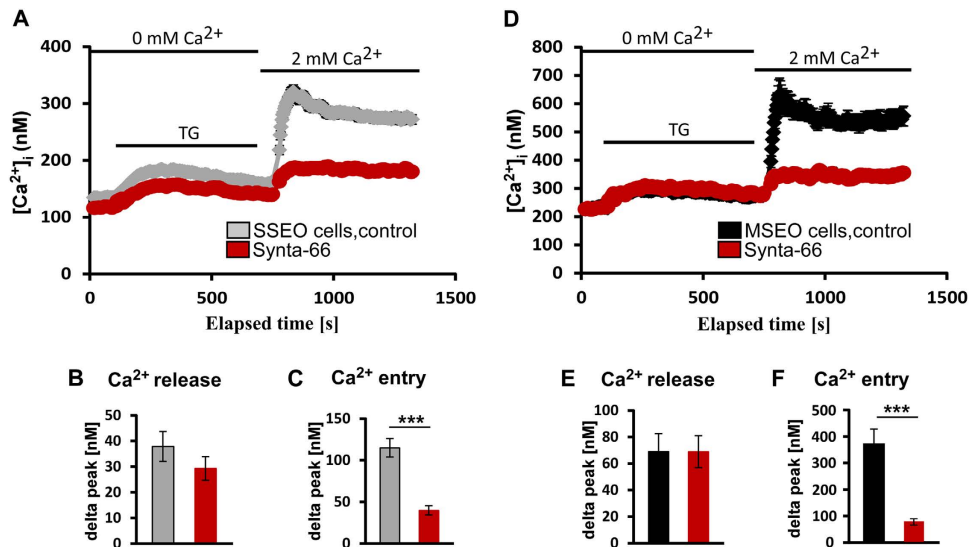 A
0 mM Ca²⁺
2 mM Ca²⁺
TG
400
300
200
100
0
[Ca²⁺]ᵢ (nM)
SSEO cells,control
Synta-66
0
500
1000
1500
Elapsed time [s]
D
0 mM Ca²⁺
2 mM Ca²⁺
TG
800
700
600
500
400
300
200
100
0
[Ca²⁺]ᵢ (nM)
MSEO cells,control
Synta-66
0
500
1000
1500
Elapsed time [s]
B
Ca²⁺ release
delta peak [nM]
50
40
30
20
10
0
C
Ca²⁺ entry
delta peak [nM]
150
100
50
0
***
E
Ca²⁺ release
delta peak [nM]
100
80
60
40
20
0
F
Ca²⁺ entry
delta peak [nM]
500
400
300
200
100
0
***